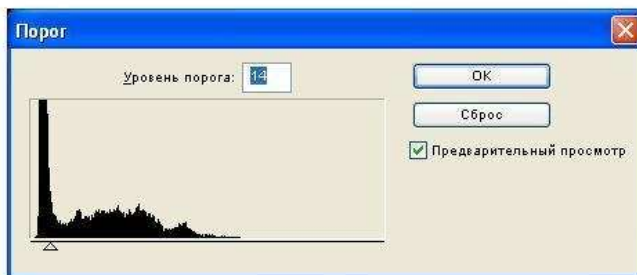 Порог
Уровень порога: 14
OK
Сброс
Предварительный просмотр